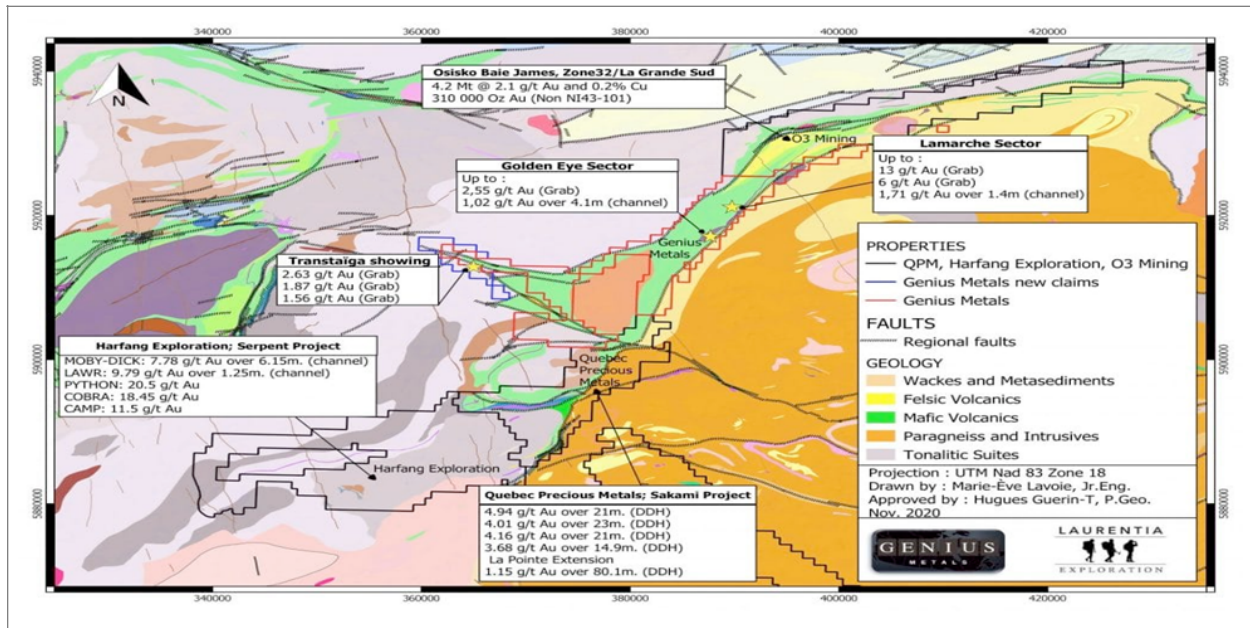 340000 360000 380000 400000 420000
5940000
5940000
5920000
5920000
5900000
5900000
5880000
5880000
N
Osisko Baie James, Zone32/La Grande Sud
4.2 Mt @ 2.1 g/t Au and 0.2% Cu
310 000 Oz Au (Non NI43-101)
O3 Mining
Golden Eye Sector
Up to :
2,55 g/t Au (Grab)
1,02 g/t Au over 4.1m (channel)
Lamarche Sector
Up to :
13 g/t Au (Grab)
6 g/t Au (Grab)
1,71 g/t Au over 1.4m (channel)
Genius
Metals
Transtaïga showing
2.63 g/t Au (Grab)
1.87 g/t Au (Grab)
1.56 g/t Au (Grab)
Harfang Exploration; Serpent Project
MOBY-DICK: 7.78 g/t Au over 6.15m. (channel)
LAWR: 9.79 g/t Au over 1.25m. (channel)
PYTHON: 20.5 g/t Au
COBRA: 18.45 g/t Au
CAMP: 11.5 g/t Au
Quebec
Precious
Metals
Harfang Exploration
Quebec Precious Metals; Sakami Project
4.94 g/t Au over 21m. (DDH)
4.01 g/t Au over 23m. (DDH)
4.16 g/t Au over 21m. (DDH)
3.68 g/t Au over 14.9m. (DDH)
La Pointe Extension
1.15 g/t Au over 80.1m. (DDH)
PROPERTIES
QPM, Harfang Exploration, O3 Mining
Genius Metals new claims
Genius Metals
FAULTS
Regional faults
GEOLOGY
Wackes and Metasediments
Felsic Volcanics
Mafic Volcanics
Paragneiss and Intrusives
Tonalitic Suites
Projection : UTM Nad 83 Zone 18
Drawn by : Marie-Ève Lavoie, Jr.Eng.
Approved by : Hugues Guerin-T, P.Geo.
Nov. 2020
GENIUS
METALS
LAURENTIA
EXPLORATION
340000 360000 380000 400000 420000